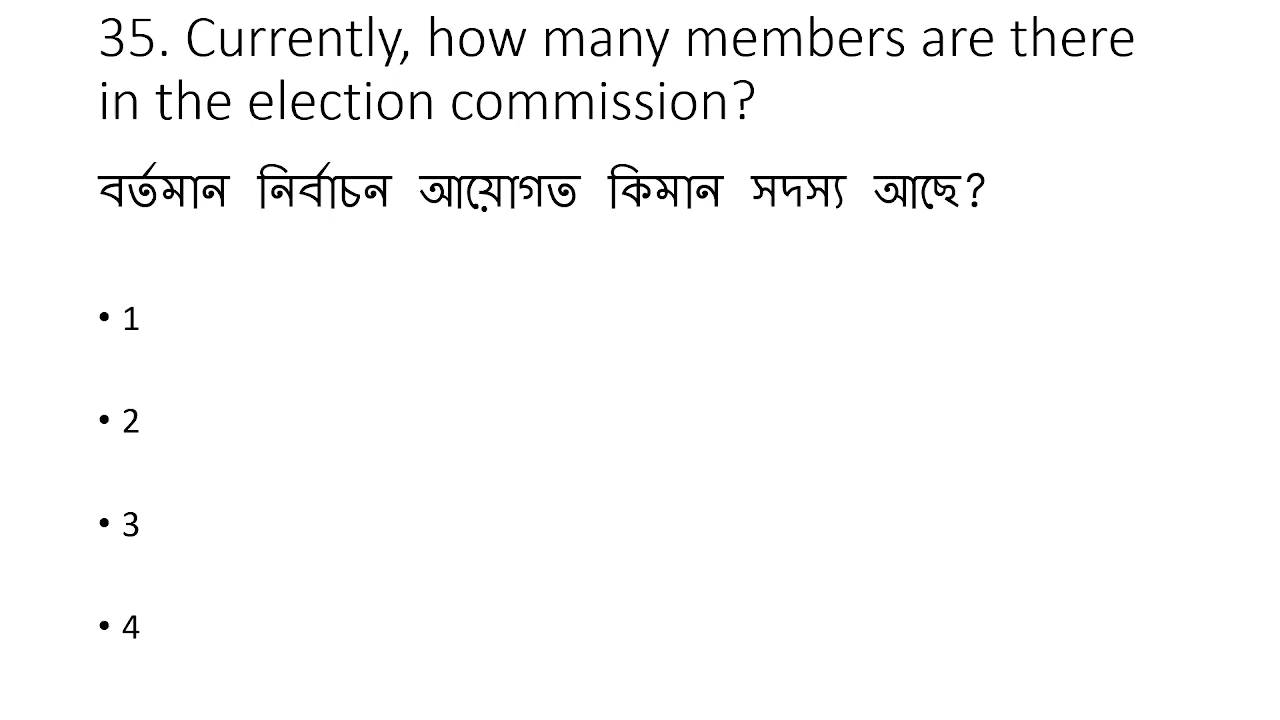 35. Currently, how many members are there
in the election commission?
বৰ্তমান নিৰ্বাচন আয়োগত কিমান সদস্য আছে?
• 1
• 2
• 3
• 4